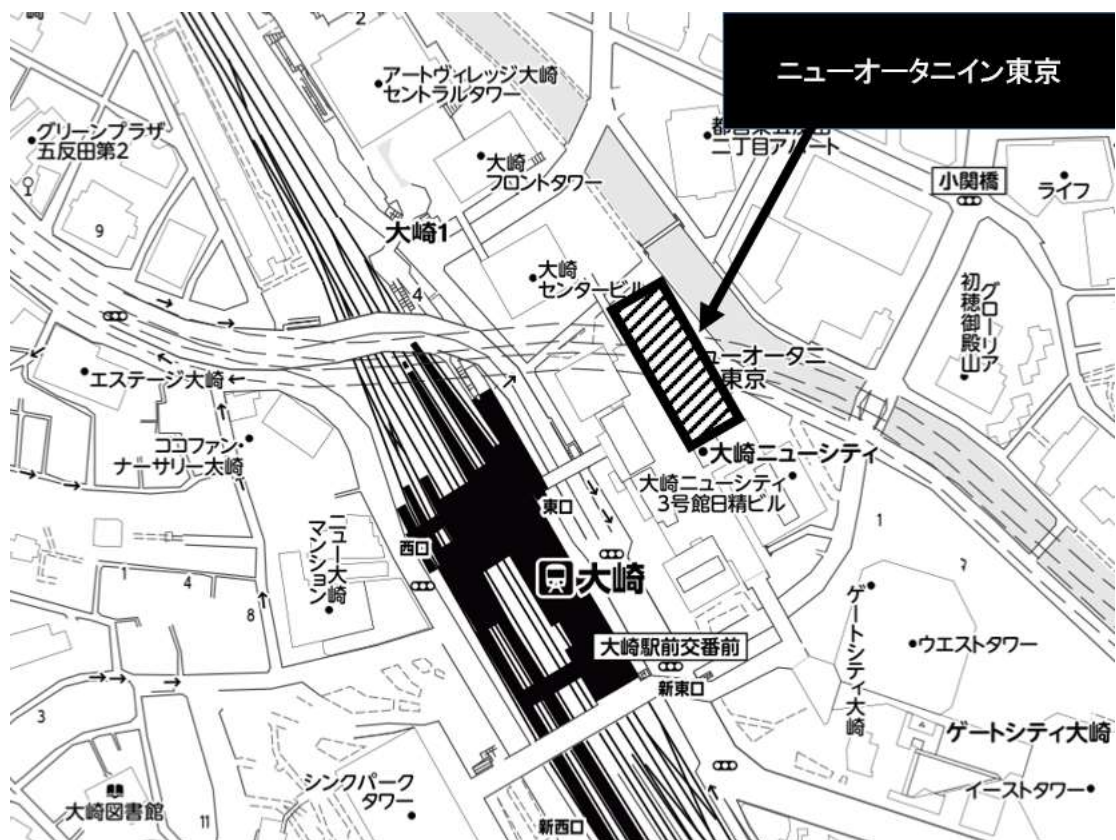 ニューオータニイン東京
2
アートヴィレッジ大崎
セントラルタワー
グリーンプラザ
五反田第2
大崎
フロントタワー
二丁目アパート
小関橋
ライフ
9
大崎1
4
大崎
センタービル
グローリア
初穂御殿山
ューオータニ
東京
エステージ大崎
ココファン・
ナーサリー大崎
大崎ニューシティ
大崎ニューシティ
3号館日精ビル
東口
西口
ニュー大崎
マンション
1
4
8
1
大崎
ゲートシティ大崎
ウエストタワー
大崎駅前交番前
新東口
3
ゲートシティ大崎
シンクパーク
タワー
イーストタワー
大崎図書館
11
新西口